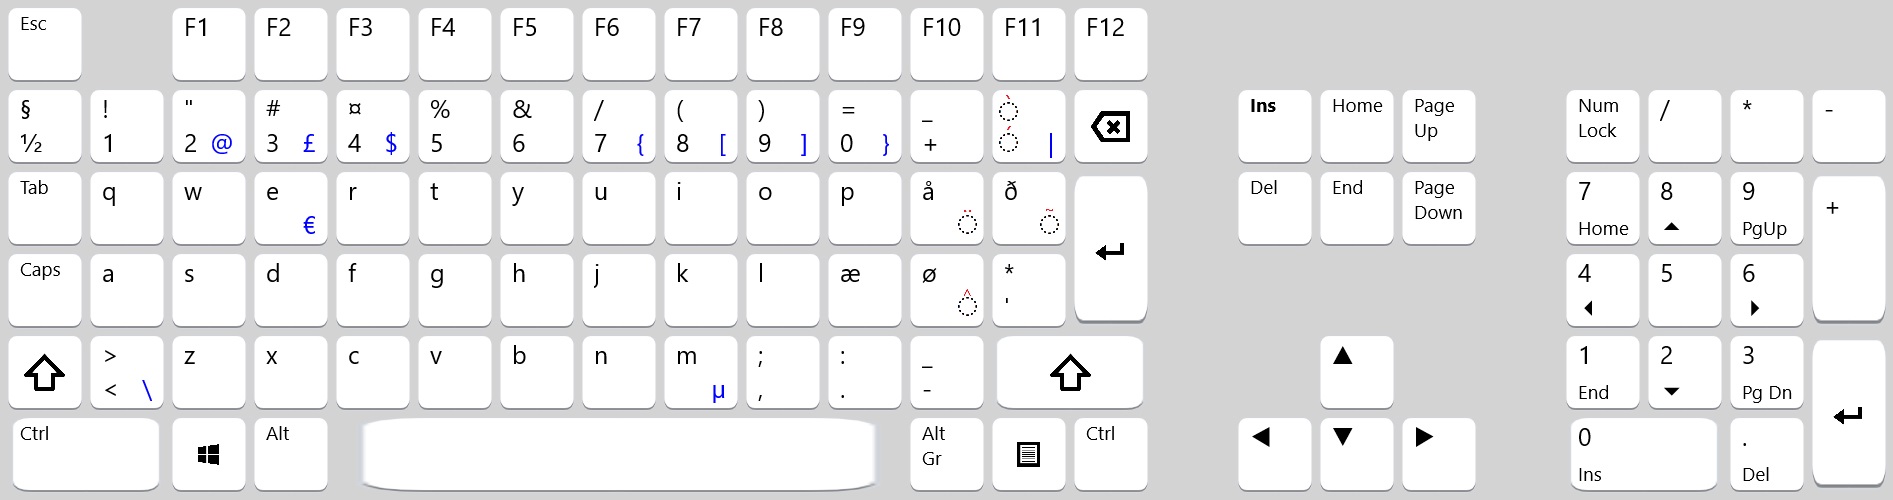 Esc F1 F2 F3 F4 F5 F6 F7 F8 F9 F10 F11 F12
§ ! " # ¤ % & / ( ) = _ ̀ Ins Home Page Up Num Lock / * -
½ 1 2 @ 3 £ 4 $ 5 6 7 { 8 [ 9 ] 0 } + ́ |
Tab q w e € r t y u i o p å ̈ ð ̃ Del End Page Down 7 Home 8 9 PgUp +
Caps a s d f g h j k l æ ø ̂ * ' 4 5 6
> < \ z x c v b n m µ ; , : . _ - 1 End 2 3 Pg Dn
Ctrl Alt Alt Gr Ctrl 0 Ins . Del